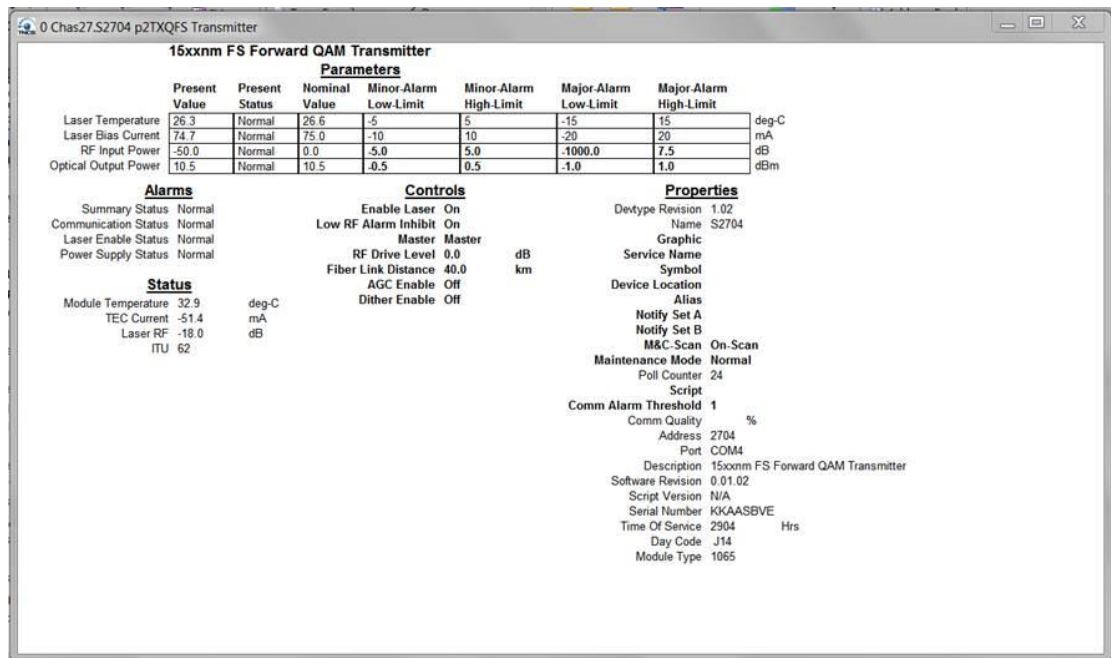 0 Chas27.S2704 p2TXQFS Transmitter
15xxnm FS Forward QAM Transmitter
Parameters
Present Present Nominal Minor-Alarm Minor-Alarm Major-Alarm Major-Alarm
Value Status Value Low-Limit High-Limit Low-Limit High-Limit
Laser Temperature 26.3 Normal 26.6 -5 5 -15 15 deg-C
Laser Bias Current 74.7 Normal 75.0 -10 10 -20 20 mA
RF Input Power -50.0 Normal 0.0 -5.0 5.0 -1000.0 7.5 dB
Optical Output Power 10.5 Normal 10.5 -0.5 0.5 -1.0 1.0 dBm
Alarms
Summary Status Normal
Communication Status Normal
Laser Enable Status Normal
Power Supply Status Normal
Status
Module Temperature 32.9 deg-C
TEC Current -51.4 mA
Laser RF -18.0 dB
ITU 62
Controls
Enable Laser On
Low RF Alarm Inhibit On
Master Master
RF Drive Level 0.0 dB
Fiber Link Distance 40.0 km
AGC Enable Off
Dither Enable Off
Properties
Devtype Revision 1.02
Name S2704
Graphic
Service Name
Symbol
Device Location
Alias
Notify Set A
Notify Set B
M&C-Scan On-Scan
Maintenance Mode Normal
Poll Counter 24
Script
Comm Alarm Threshold 1
Comm Quality %
Address 2704
Port COM4
Description 15xxnm FS Forward QAM Transmitter
Software Revision 0.01.02
Script Version N/A
Serial Number KKAASBVE
Time Of Service 2904 Hrs
Day Code J14
Module Type 1065